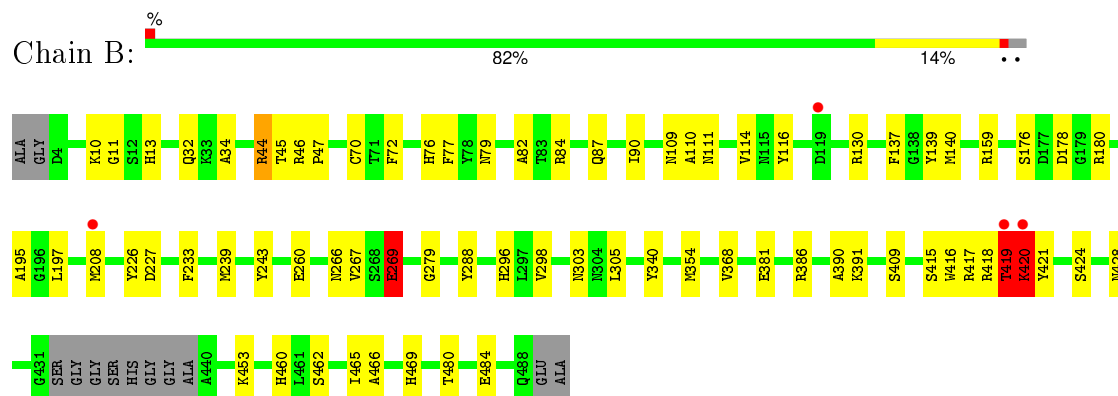 %
Chain B:
82% 14% • •
ALA GLY D4 K10 G11 S12 H13 Q32 K33 A34 R44 T45 R46 P47 C70 T71 F72 H76 F77 Y78 N79 A82 T83 R84 Q87 I90 N109 A110 N111 V114 N115 Y116 D119 R130 F137 G138 Y139 M140 R159 S176 D177 D178 G179 R180
A195 G196 L197 M208 Y226 D227 F233 M239 Y243 E260 N266 V267 S268 E269 G279 Y288 H296 L297 V298 N303 N304 L305 Y340 M354 V368 E381 R386 A390 K391 S409 S415 W416 R417 R418 T419 K420 Y421 S424
G431 SER GLY GLY SER HIS GLY GLY ALA A440 K453 H460 L461 S462 I465 A466 H469 T480 E484 Q488 GLU ALA